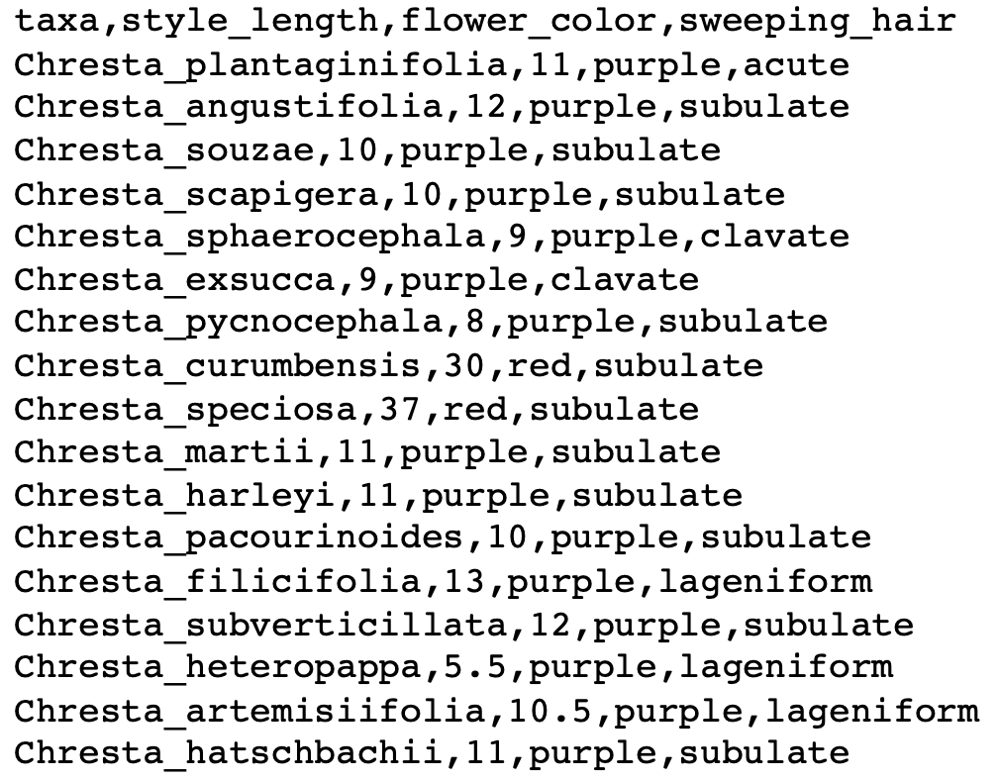 taxa,style_length,flower_color,sweeping_hair
Chresta_plantaginifolia,11,purple,acute
Chresta_angustifolia,12,purple,subulate
Chresta_souzae,10,purple,subulate
Chresta_scapigera,10,purple,subulate
Chresta_sphaerocephala,9,purple,clavate
Chresta_exsucca,9,purple,clavate
Chresta_pycnocephala,8,purple,subulate
Chresta_curumbensis,30,red,subulate
Chresta_speciosa,37,red,subulate
Chresta_martii,11,purple,subulate
Chresta_harleyi,11,purple,subulate
Chresta_pacourinoides,10,purple,subulate
Chresta_filicifolia,13,purple,lageniform
Chresta_subverticillata,12,purple,subulate
Chresta_heteropappa,5.5,purple,lageniform
Chresta_artemisiifolia,10.5,purple,lageniform
Chresta_hatschbachii,11,purple,subulate